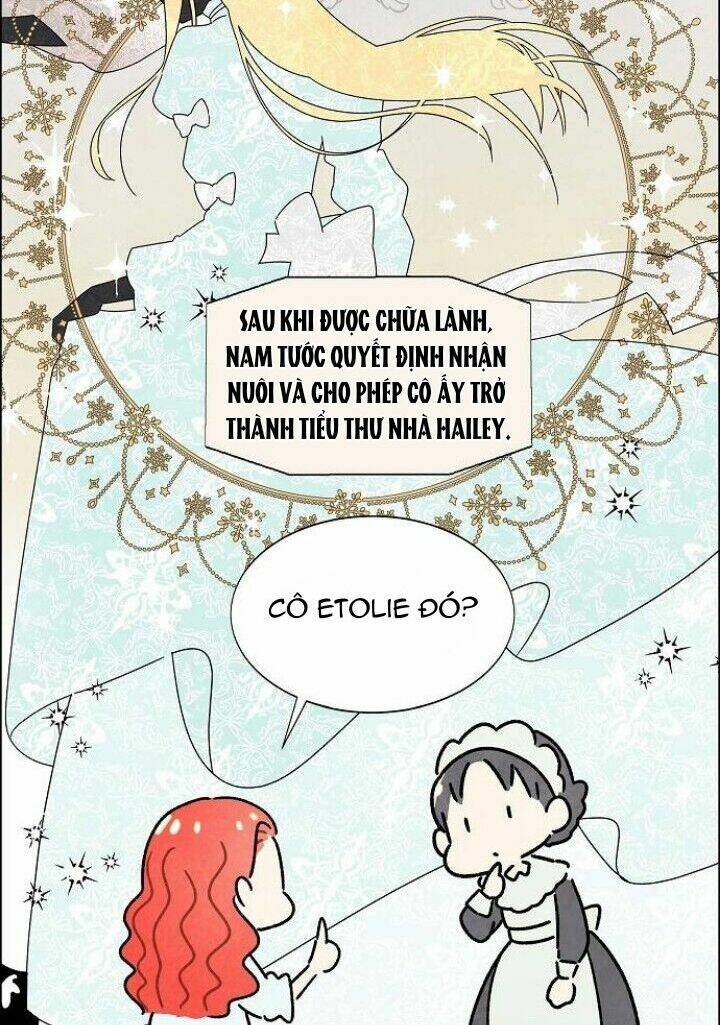 SAU KHI ĐƯỢC CHỮA LÀNH,
NAM TƯỚC QUYẾT ĐỊNH NHẬN
NUÔI VÀ CHO PHÉP CÔ ẤY TRỞ
THÀNH TIỂU THƯ NHÀ HAILEY.
CÔ ETOLIE ĐÓ?